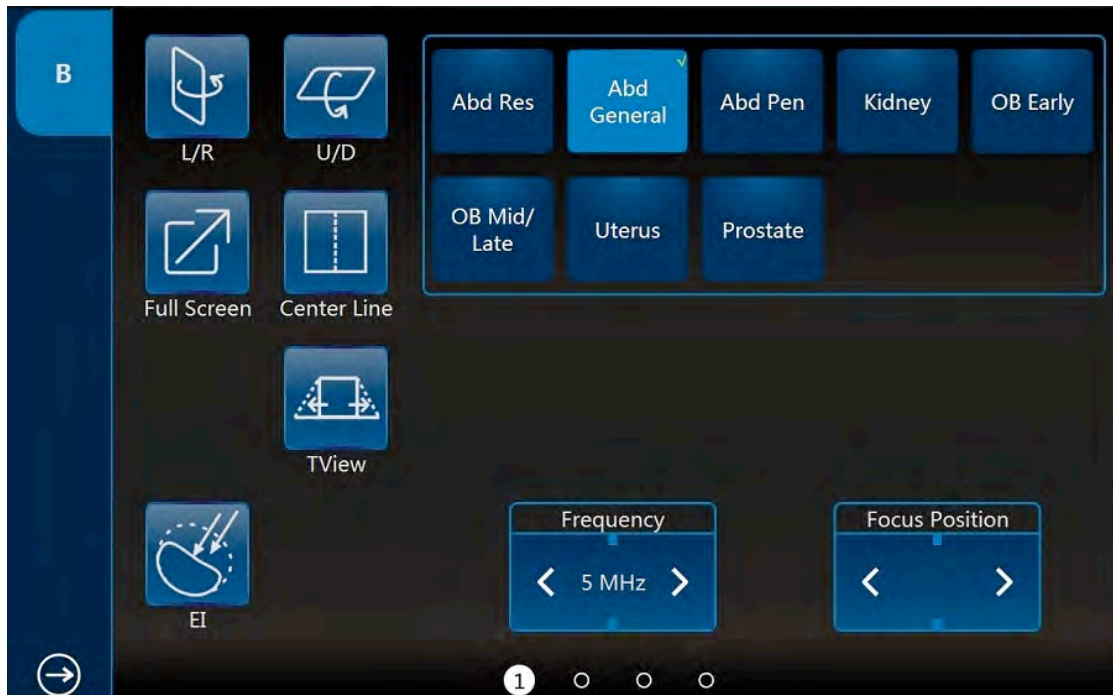 B
L/R
U/D
Full Screen
Center Line
TView
EI
Abd Res
Abd
General
Abd Pen
Kidney
OB Early
OB Mid/
Late
Uterus
Prostate
Frequency
5 MHz
Focus Position
1